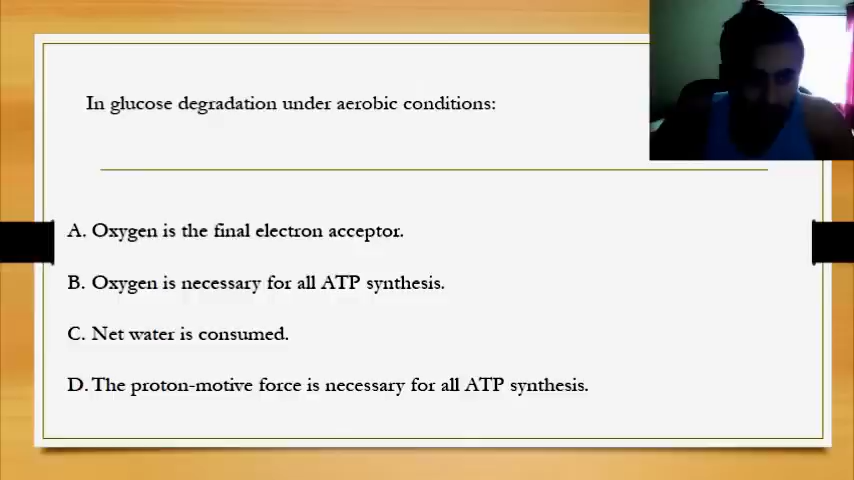 In glucose degradation under aerobic conditions:
A. Oxygen is the final electron acceptor.
B. Oxygen is necessary for all ATP synthesis.
C. Net water is consumed.
D. The proton-motive force is necessary for all ATP synthesis.